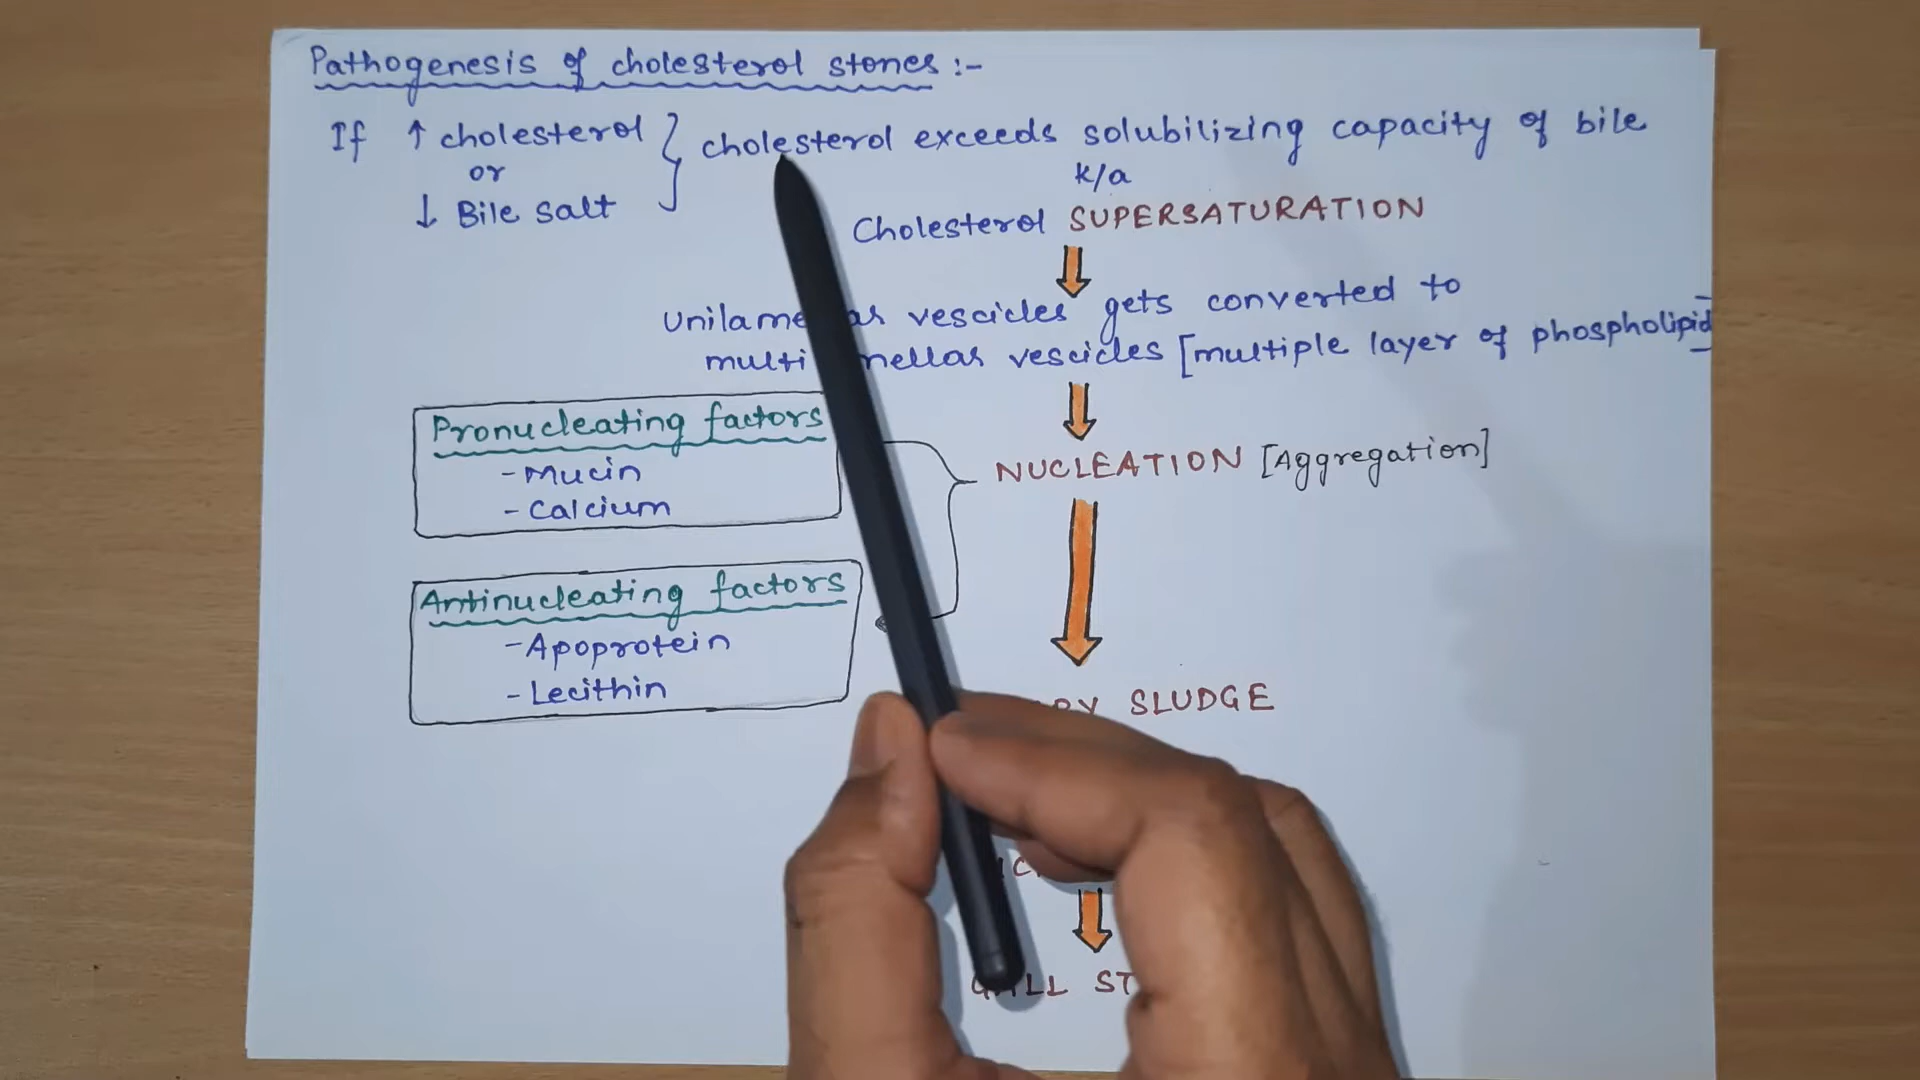 Pathogenesis of cholesterol stones :-
If ↑ cholesterol
or
↓ Bile salt
cholesterol exceeds solubilizing capacity of bile
k/a
Cholesterol SUPERSATURATION
vescicles gets converted to
vescicles [multiple layer of phospholipid]
Pronucleating factors
- Mucin
- Calcium
NUCLEATION [Aggregation]
Antinucleating factors
- Apoprotein
- Lecithin
SLUDGE